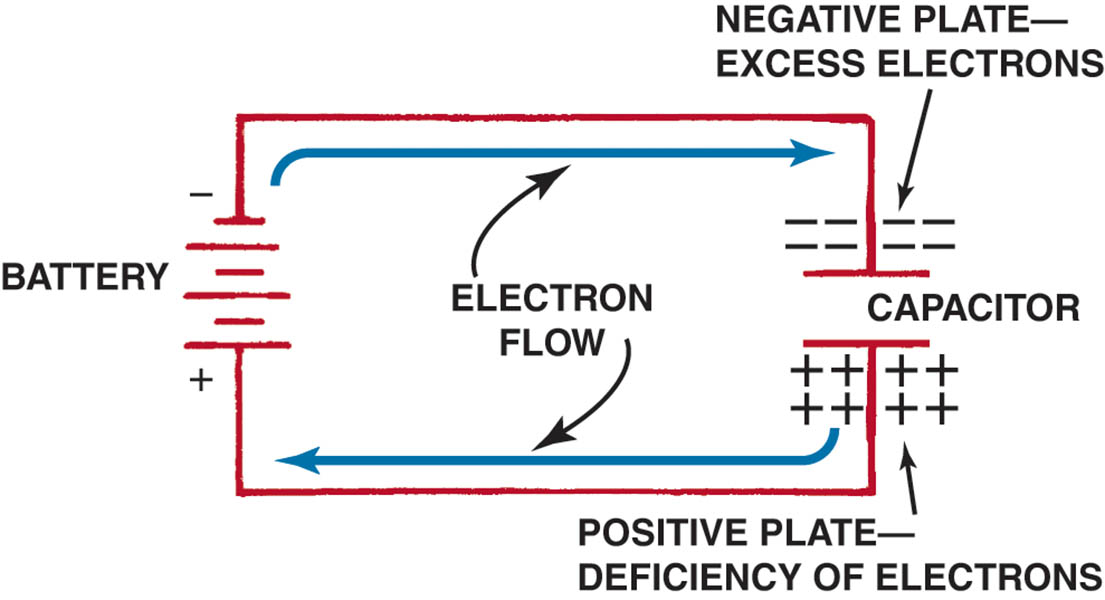 NEGATIVE PLATE—
EXCESS ELECTRONS
−
BATTERY
+
ELECTRON
FLOW
CAPACITOR
− − − −
− − − −
+ + + +
+ + + +
POSITIVE PLATE—
DEFICIENCY OF ELECTRONS